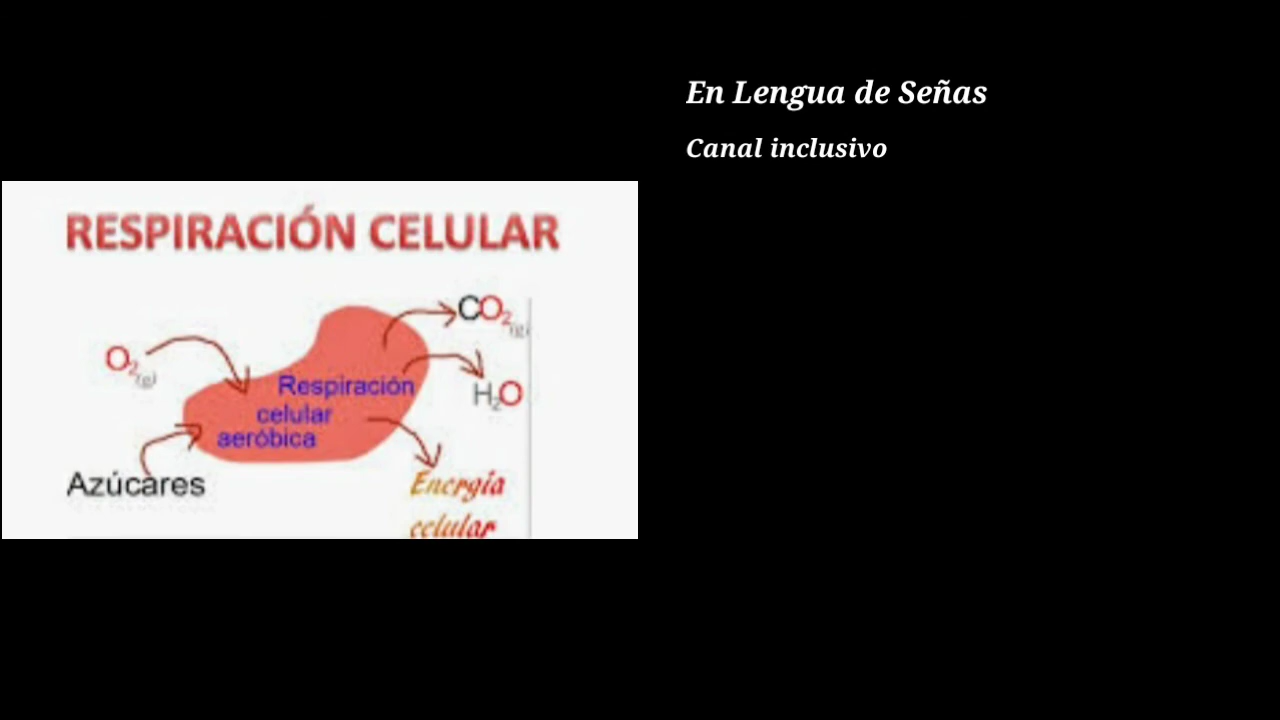 En Lengua de Señas
Canal inclusivo
RESPIRACIÓN CELULAR
CO2(g)
O2(g)
H2O
Respiración
celular
aeróbica
Azúcares
Energía
celular